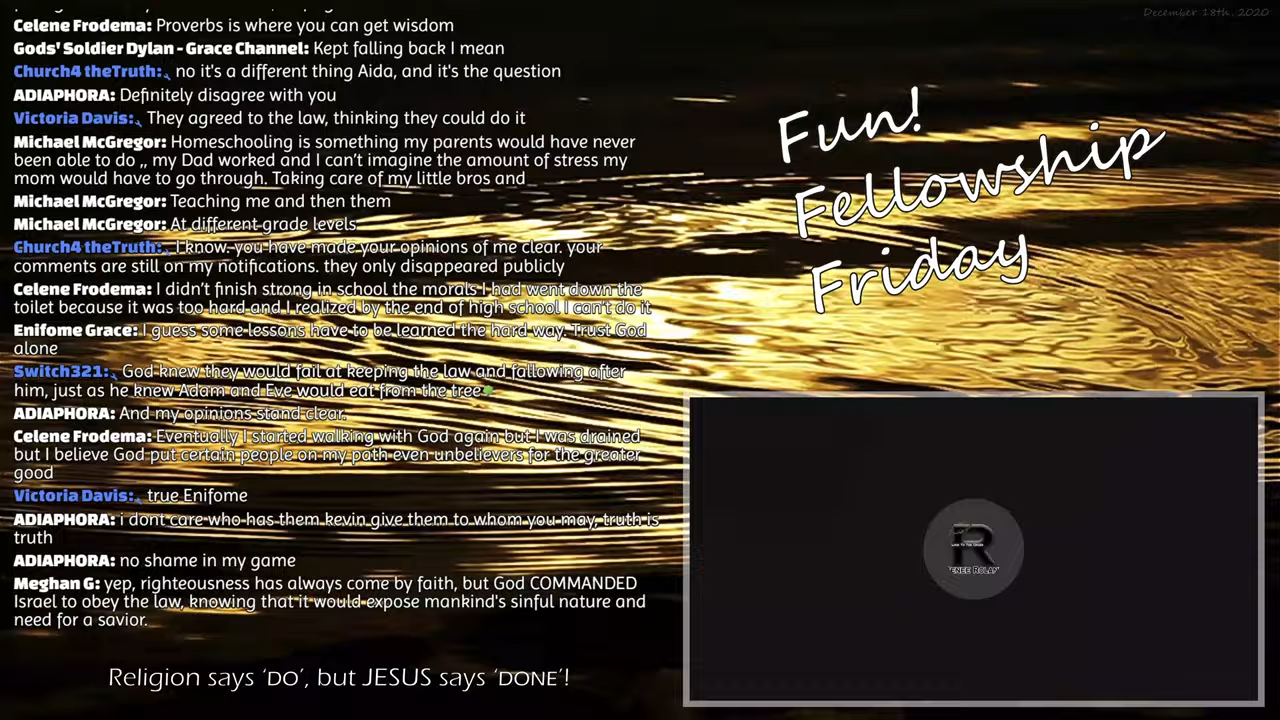 December 18th, 2020
Celene Frodema: Proverbs is where you can get wisdom
Gods' Soldier Dylan - Grace Channel: Kept falling back I mean
Church4 theTruth: no it's a different thing Aida, and it's the question
ADIAPHORA: Definitely disagree with you
Victoria Davis: They agreed to the law, thinking they could do it
Michael McGregor: Homeschooling is something my parents would have never
been able to do ,, my Dad worked and I can't imagine the amount of stress my
mom would have to go through. Taking care of my little bros and
Michael McGregor: Teaching me and then them
Michael McGregor: At different grade levels
Church4 theTruth: I know. you have made your opinions of me clear. your
comments are still on my notifications. they only disappeared publicly
Celene Frodema: I didn't finish strong in school the morals I had went down the
toilet because it was too hard and I realized by the end of high school I can't do it
Enifome Grace: I guess some lessons have to be learned the hard way. Trust God
alone
Switch321: God knew they would fail at keeping the law and fallowing after
him, just as he knew Adam and Eve would eat from the tree
ADIAPHORA: And my opinions stand clear.
Celene Frodema: Eventually I started walking with God again but I was drained
but I believe God put certain people on my path even unbelievers for the greater
good
Victoria Davis: true Enifome
ADIAPHORA: i dont care who has them kevin give them to whom you may, truth is
truth
ADIAPHORA: no shame in my game
Meghan G: yep, righteousness has always come by faith, but God COMMANDED
Israel to obey the law, knowing that it would expose mankind's sinful nature and
need for a savior.
Religion says 'DO', but JESUS says 'DONE'!
Fun!
Fellowship
Friday
R